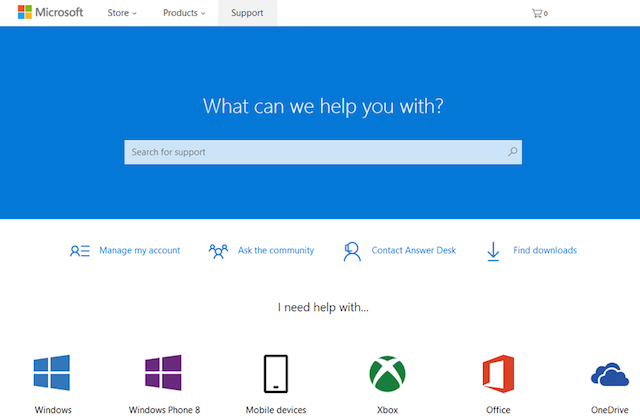 Microsoft Store Products Support 0
What can we help you with?
Search for support
Manage my account Ask the community Contact Answer Desk Find downloads
I need help with...
Windows Windows Phone 8 Mobile devices Xbox Office OneDrive